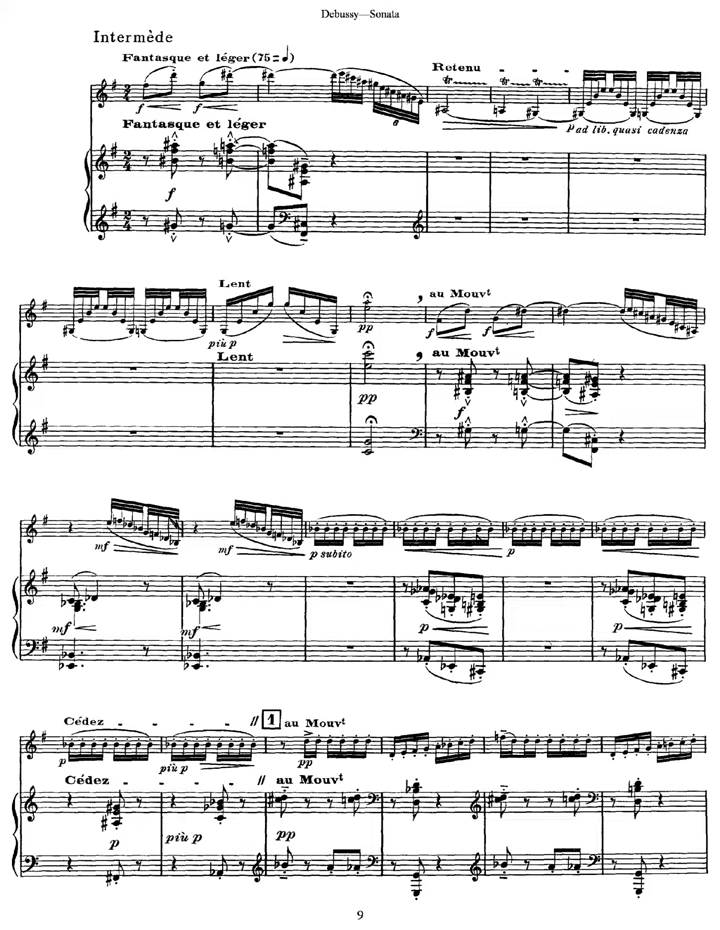 Debussy—Sonata
Intermède
Fantasque et léger (75 = ♩)
Retenu - - -
f f
P ad lib. quasi cadenza
Fantasque et léger
f
Lent
au Mouvt
più p
pp
f f
Lent
au Mouvt
pp
f
mf mf p subito p
mf mf p p
Cédez - - - - // 1 au Mouvt
p più p pp
Cédez - - - - // au Mouvt
p più p pp
9